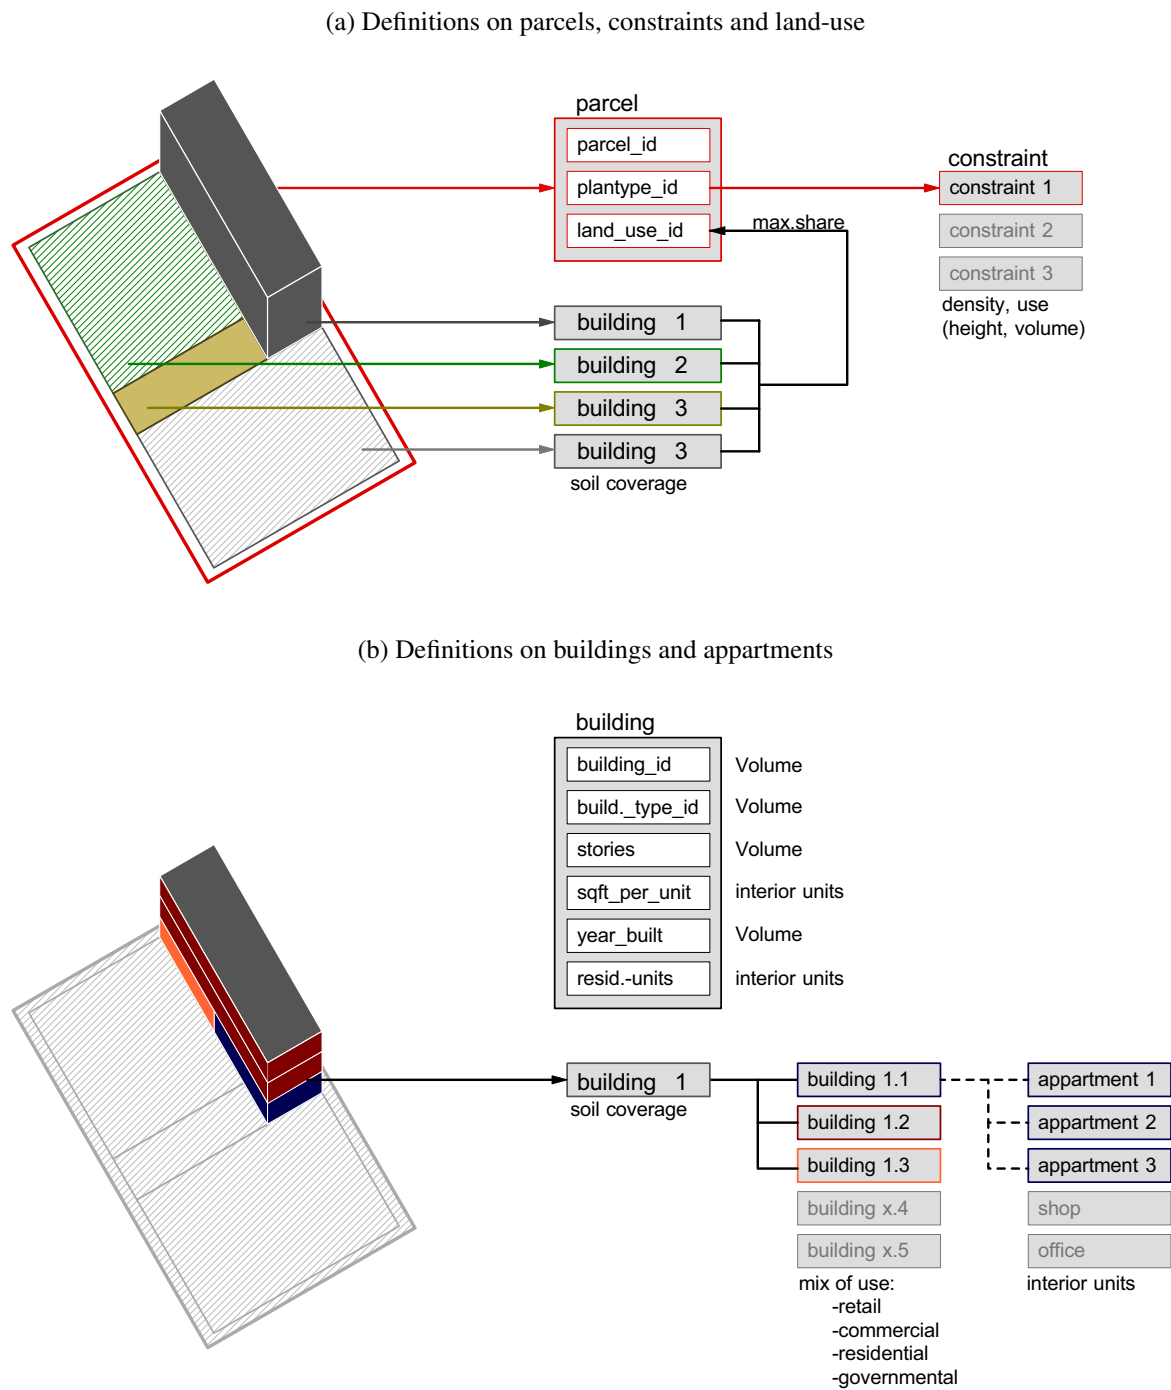 (a) Definitions on parcels, constraints and land-use
parcel
parcel_id
plantype_id
land_use_id
max.share
constraint
constraint 1
constraint 2
constraint 3
density, use
(height, volume)
building 1
building 2
building 3
building 3
soil coverage
(b) Definitions on buildings and appartments
building
building_id Volume
build._type_id Volume
stories Volume
sqft_per_unit interior units
year_built Volume
resid.-units interior units
building 1
soil coverage
building 1.1
building 1.2
building 1.3
building x.4
building x.5
mix of use:
-retail
-commercial
-residential
-governmental
appartment 1
appartment 2
appartment 3
shop
office
interior units